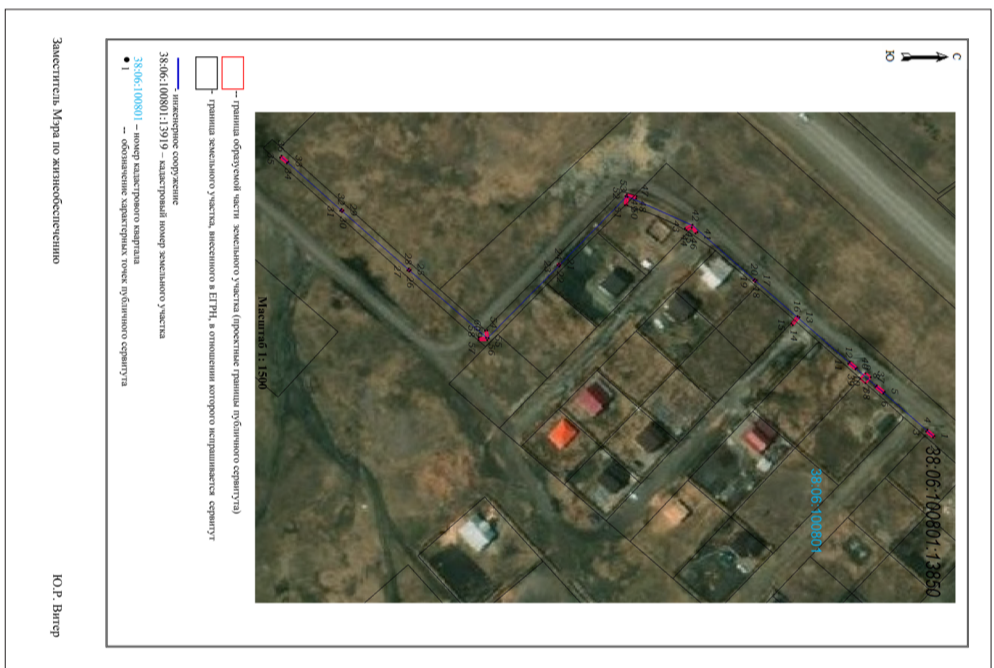 С
Ю
38:06:100801:13850
38:06:100801
Масштаб 1: 1500
– граница образуемой части земельного участка (проектные границы публичного сервитута)
- граница земельного участка, внесенного в ЕГРН, в отношении которого испрашивается сервитут
- инженерное сооружение
38:06:100801:13919 – кадастровый номер земельного участка
38:06:100801 – номер кадастрового квартала
● 1 – обозначение характерных точек публичного сервитута
Заместитель Мэра по жизнеобеспечению Ю.Р. Витер